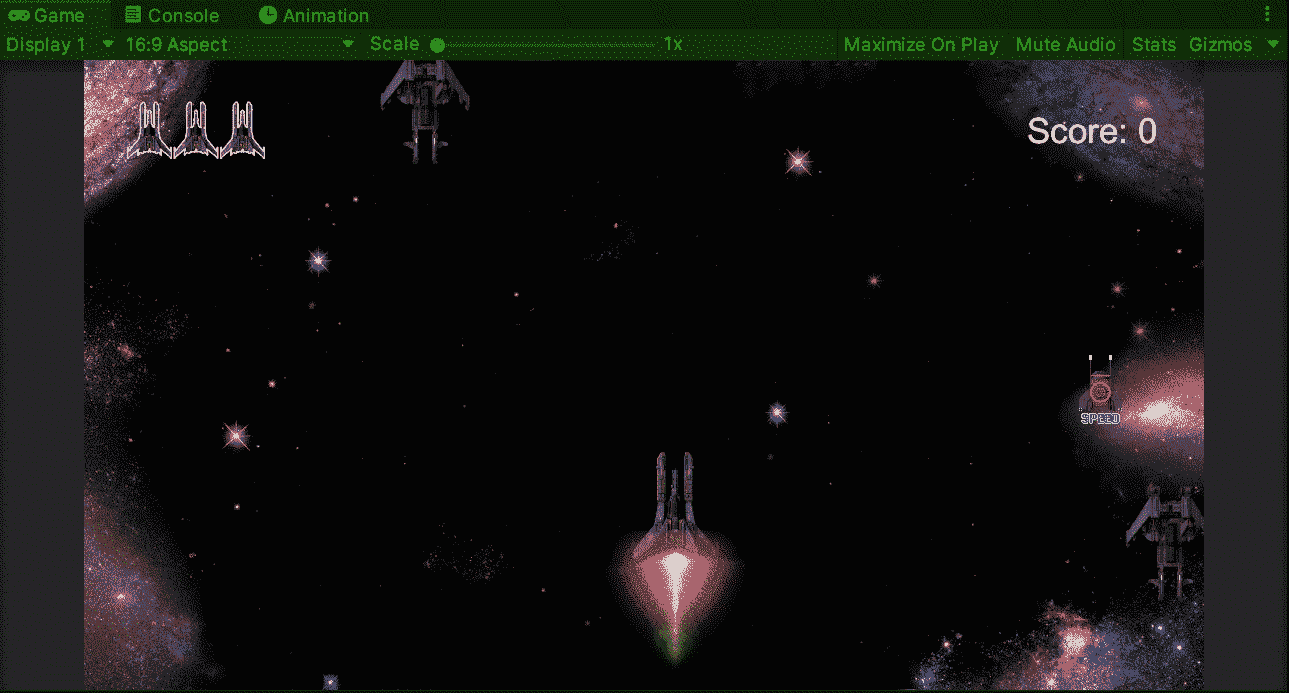 Game Console Animation
Display 1 16:9 Aspect Scale 1x Maximize On Play Mute Audio Stats Gizmos
Score: 0
SPEED